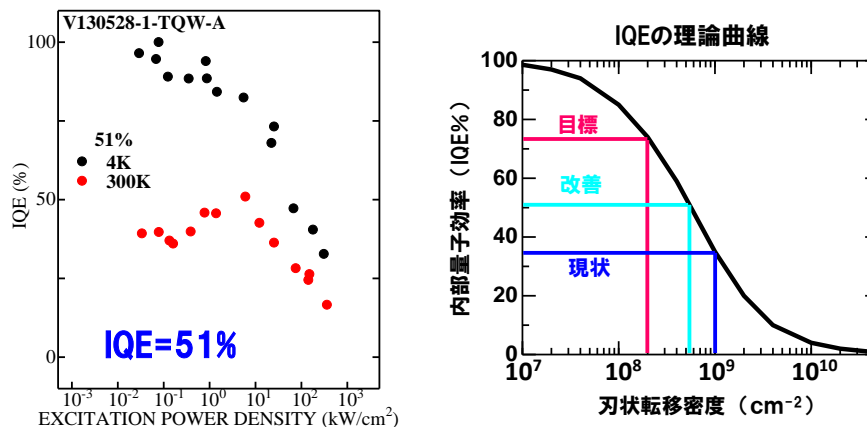 V130528-1-TQW-A
100
50
0
IQE (%)
51%
4K
300K
IQE=51%
10⁻³ 10⁻² 10⁻¹ 10⁰ 10¹ 10² 10³
EXCITATION POWER DENSITY (kW/cm²)
IQEの理論曲線
100
80
60
40
20
0
内部量子効率(IQE%)
目標
改善
現状
10⁷ 10⁸ 10⁹ 10¹⁰
刃状転移密度(cm⁻²)